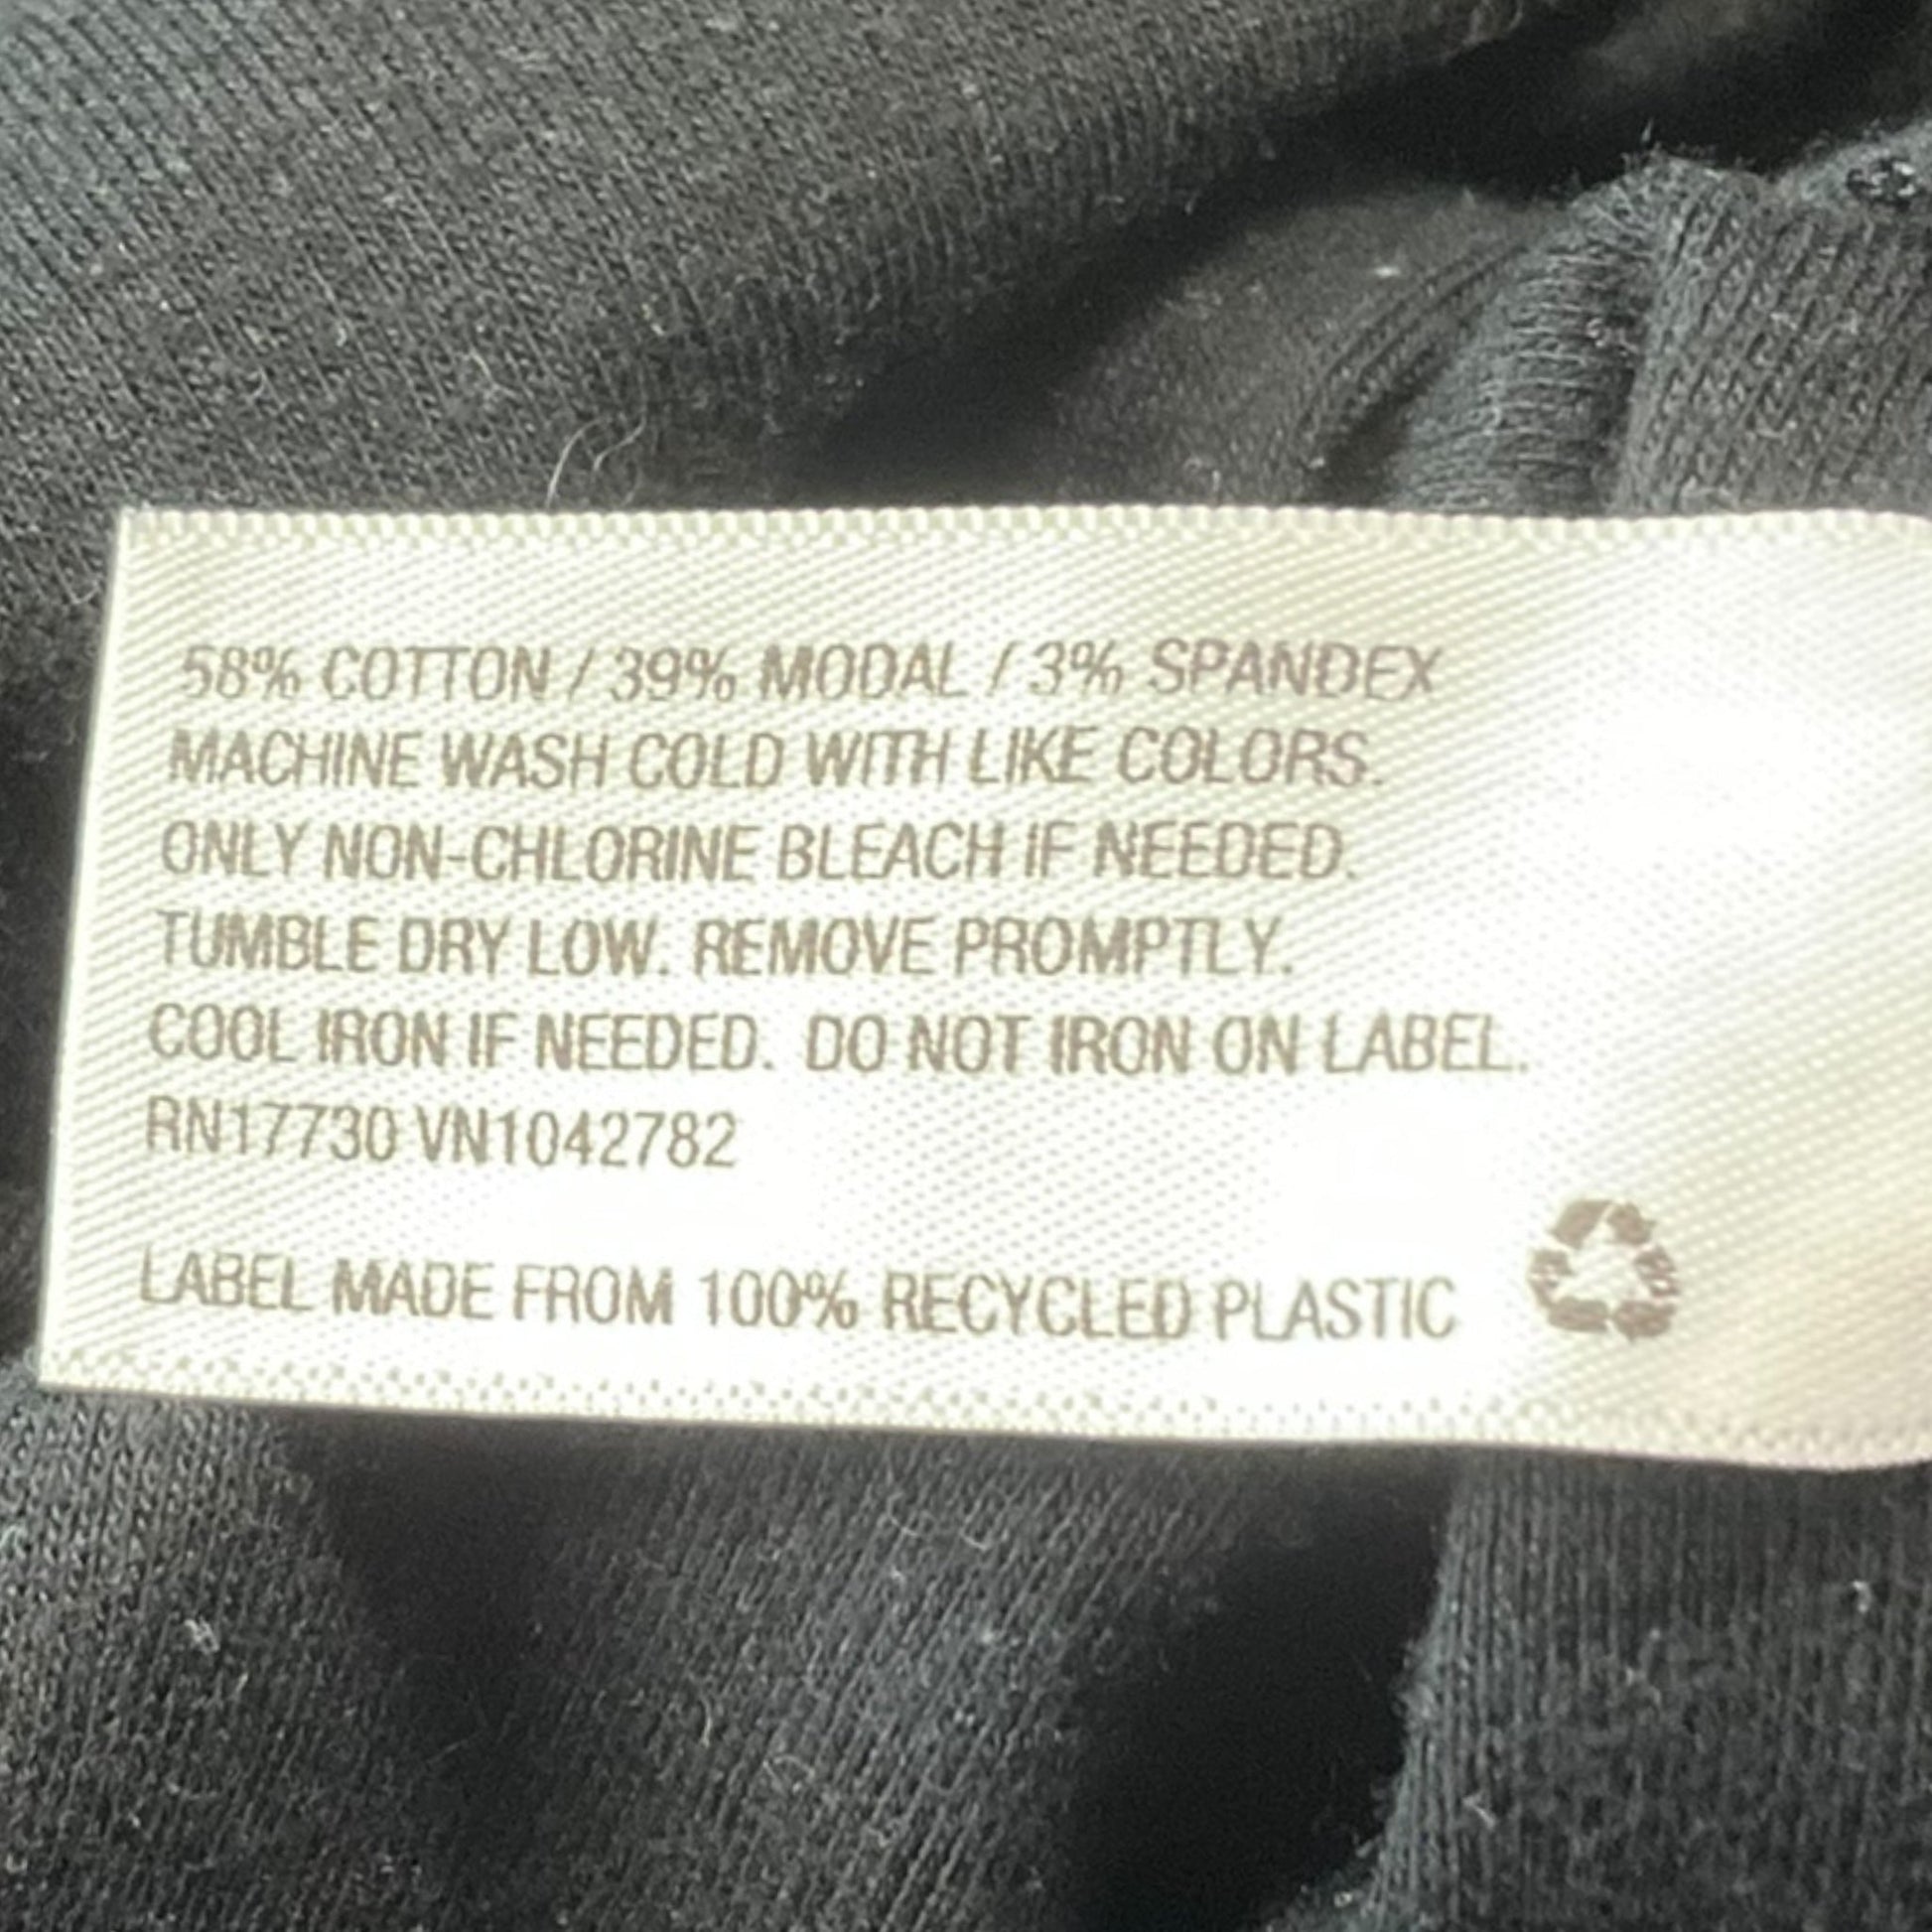 58% COTTON / 39% MODAL / 3% SPANDEX
MACHINE WASH COLD WITH LIKE COLORS.
ONLY NON-CHLORINE BLEACH IF NEEDED.
TUMBLE DRY LOW. REMOVE PROMPTLY.
COOL IRON IF NEEDED. DO NOT IRON ON LABEL.
RN17730 VN1042782
LABEL MADE FROM 100% RECYCLED PLASTIC